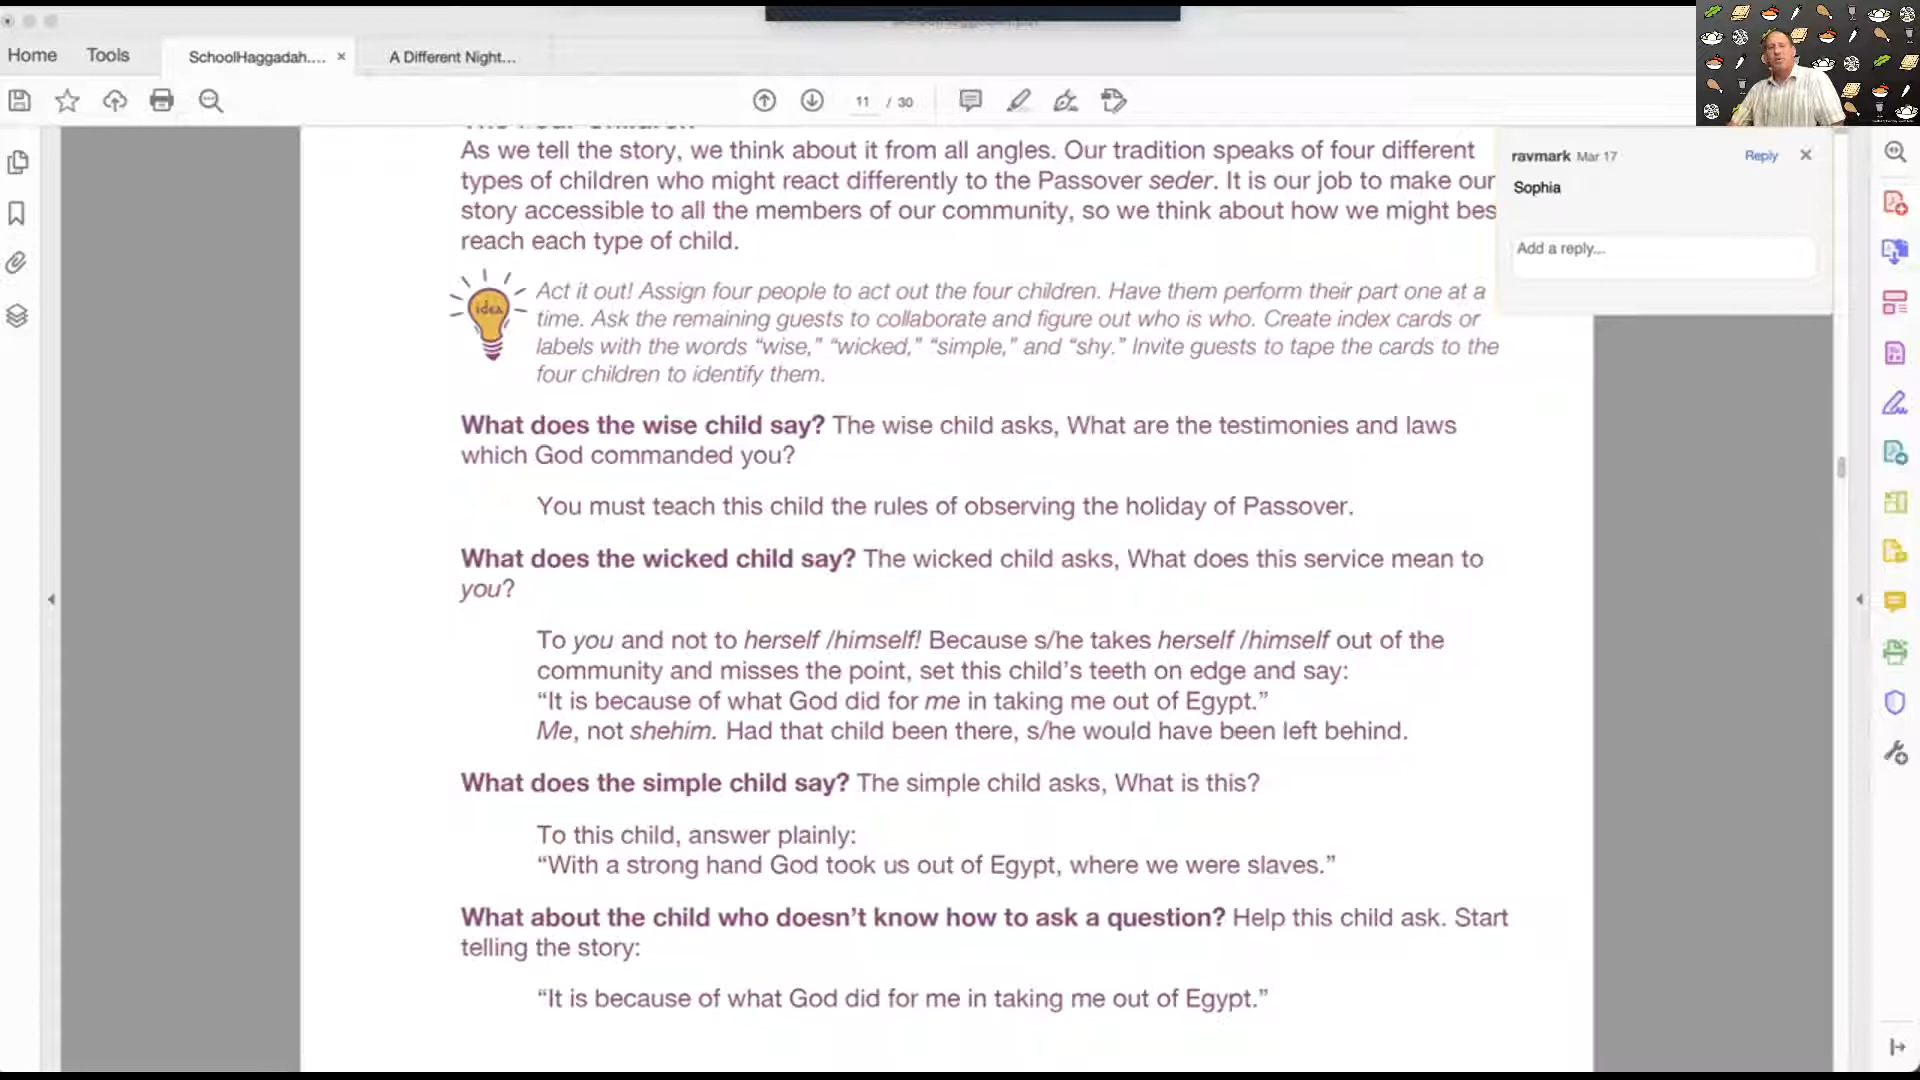 Home
Tools
SchoolHaggadah....
A Different Night...
11 / 30
As we tell the story, we think about it from all angles. Our tradition speaks of four different
types of children who might react differently to the Passover seder. It is our job to make our
story accessible to all the members of our community, so we think about how we might bes
reach each type of child.
idea
Act it out! Assign four people to act out the four children. Have them perform their part one at a
time. Ask the remaining guests to collaborate and figure out who is who. Create index cards or
labels with the words “wise,” “wicked,” “simple,” and “shy.” Invite guests to tape the cards to the
four children to identify them.
What does the wise child say? The wise child asks, What are the testimonies and laws
which God commanded you?
You must teach this child the rules of observing the holiday of Passover.
What does the wicked child say? The wicked child asks, What does this service mean to
you?
To you and not to herself /himself! Because s/he takes herself /himself out of the
community and misses the point, set this child’s teeth on edge and say:
“It is because of what God did for me in taking me out of Egypt.”
Me, not shehim. Had that child been there, s/he would have been left behind.
What does the simple child say? The simple child asks, What is this?
To this child, answer plainly:
“With a strong hand God took us out of Egypt, where we were slaves.”
What about the child who doesn’t know how to ask a question? Help this child ask. Start
telling the story:
“It is because of what God did for me in taking me out of Egypt.”
ravmark Mar 17
Reply
Sophia
Add a reply...